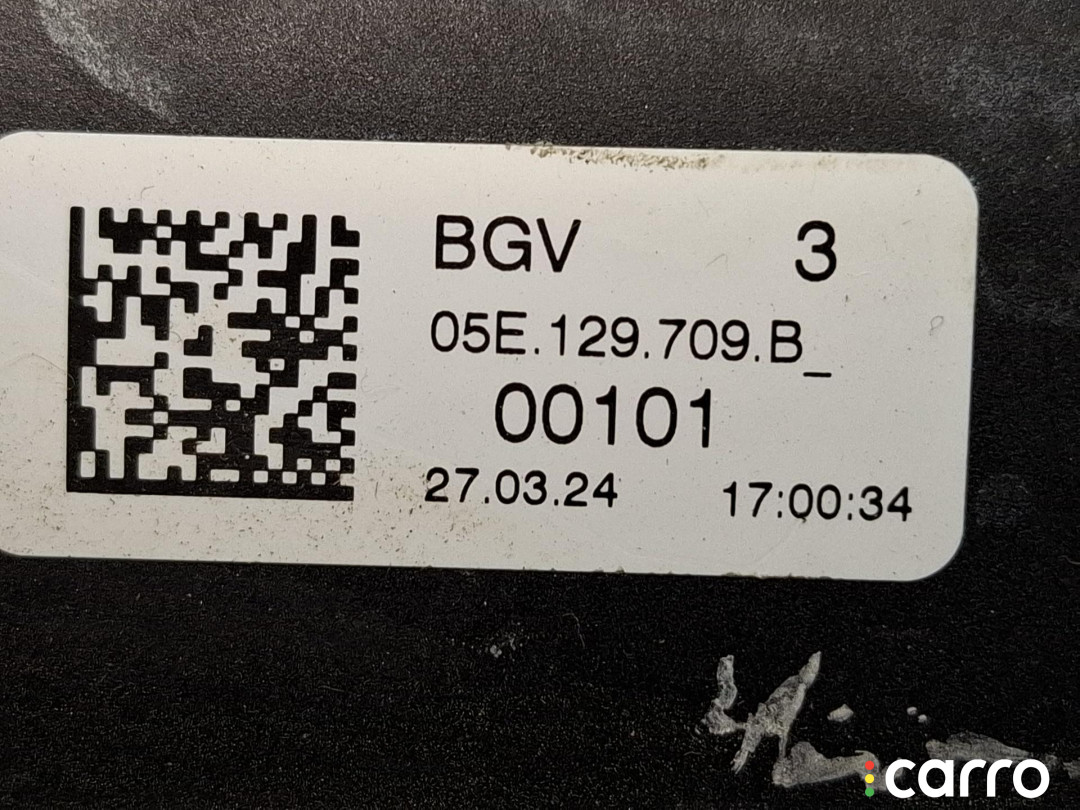 BGV 3
05E.129.709.B_
00101
27.03.24 17:00:34
carro